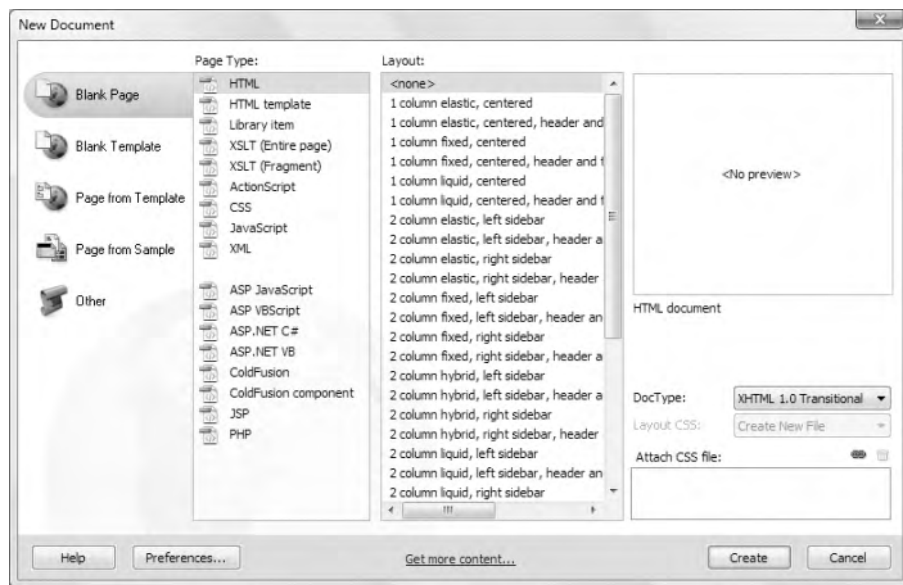 New Document
Page Type:
Layout:
Blank Page
Blank Template
Page from Template
Page from Sample
Other
HTML
HTML template
Library item
XSLT (Entire page)
XSLT (Fragment)
ActionScript
CSS
JavaScript
XML
ASP JavaScript
ASP VBScript
ASP.NET C#
ASP.NET VB
ColdFusion
ColdFusion component
JSP
PHP
<none>
1 column elastic, centered
1 column elastic, centered, header and
1 column fixed, centered
1 column fixed, centered, header and f
1 column liquid, centered
1 column liquid, centered, header and f
2 column elastic, left sidebar
2 column elastic, left sidebar, header a
2 column elastic, right sidebar
2 column elastic, right sidebar, header
2 column fixed, left sidebar
2 column fixed, left sidebar, header an
2 column fixed, right sidebar
2 column fixed, right sidebar, header a
2 column hybrid, left sidebar
2 column hybrid, left sidebar, header a
2 column hybrid, right sidebar
2 column hybrid, right sidebar, header
2 column liquid, left sidebar
2 column liquid, left sidebar, header an
2 column liquid, right sidebar
<No preview>
HTML document
DocType:
XHTML 1.0 Transitional
Layout CSS:
Create New File
Attach CSS file:
Help
Preferences...
Get more content...
Create
Cancel